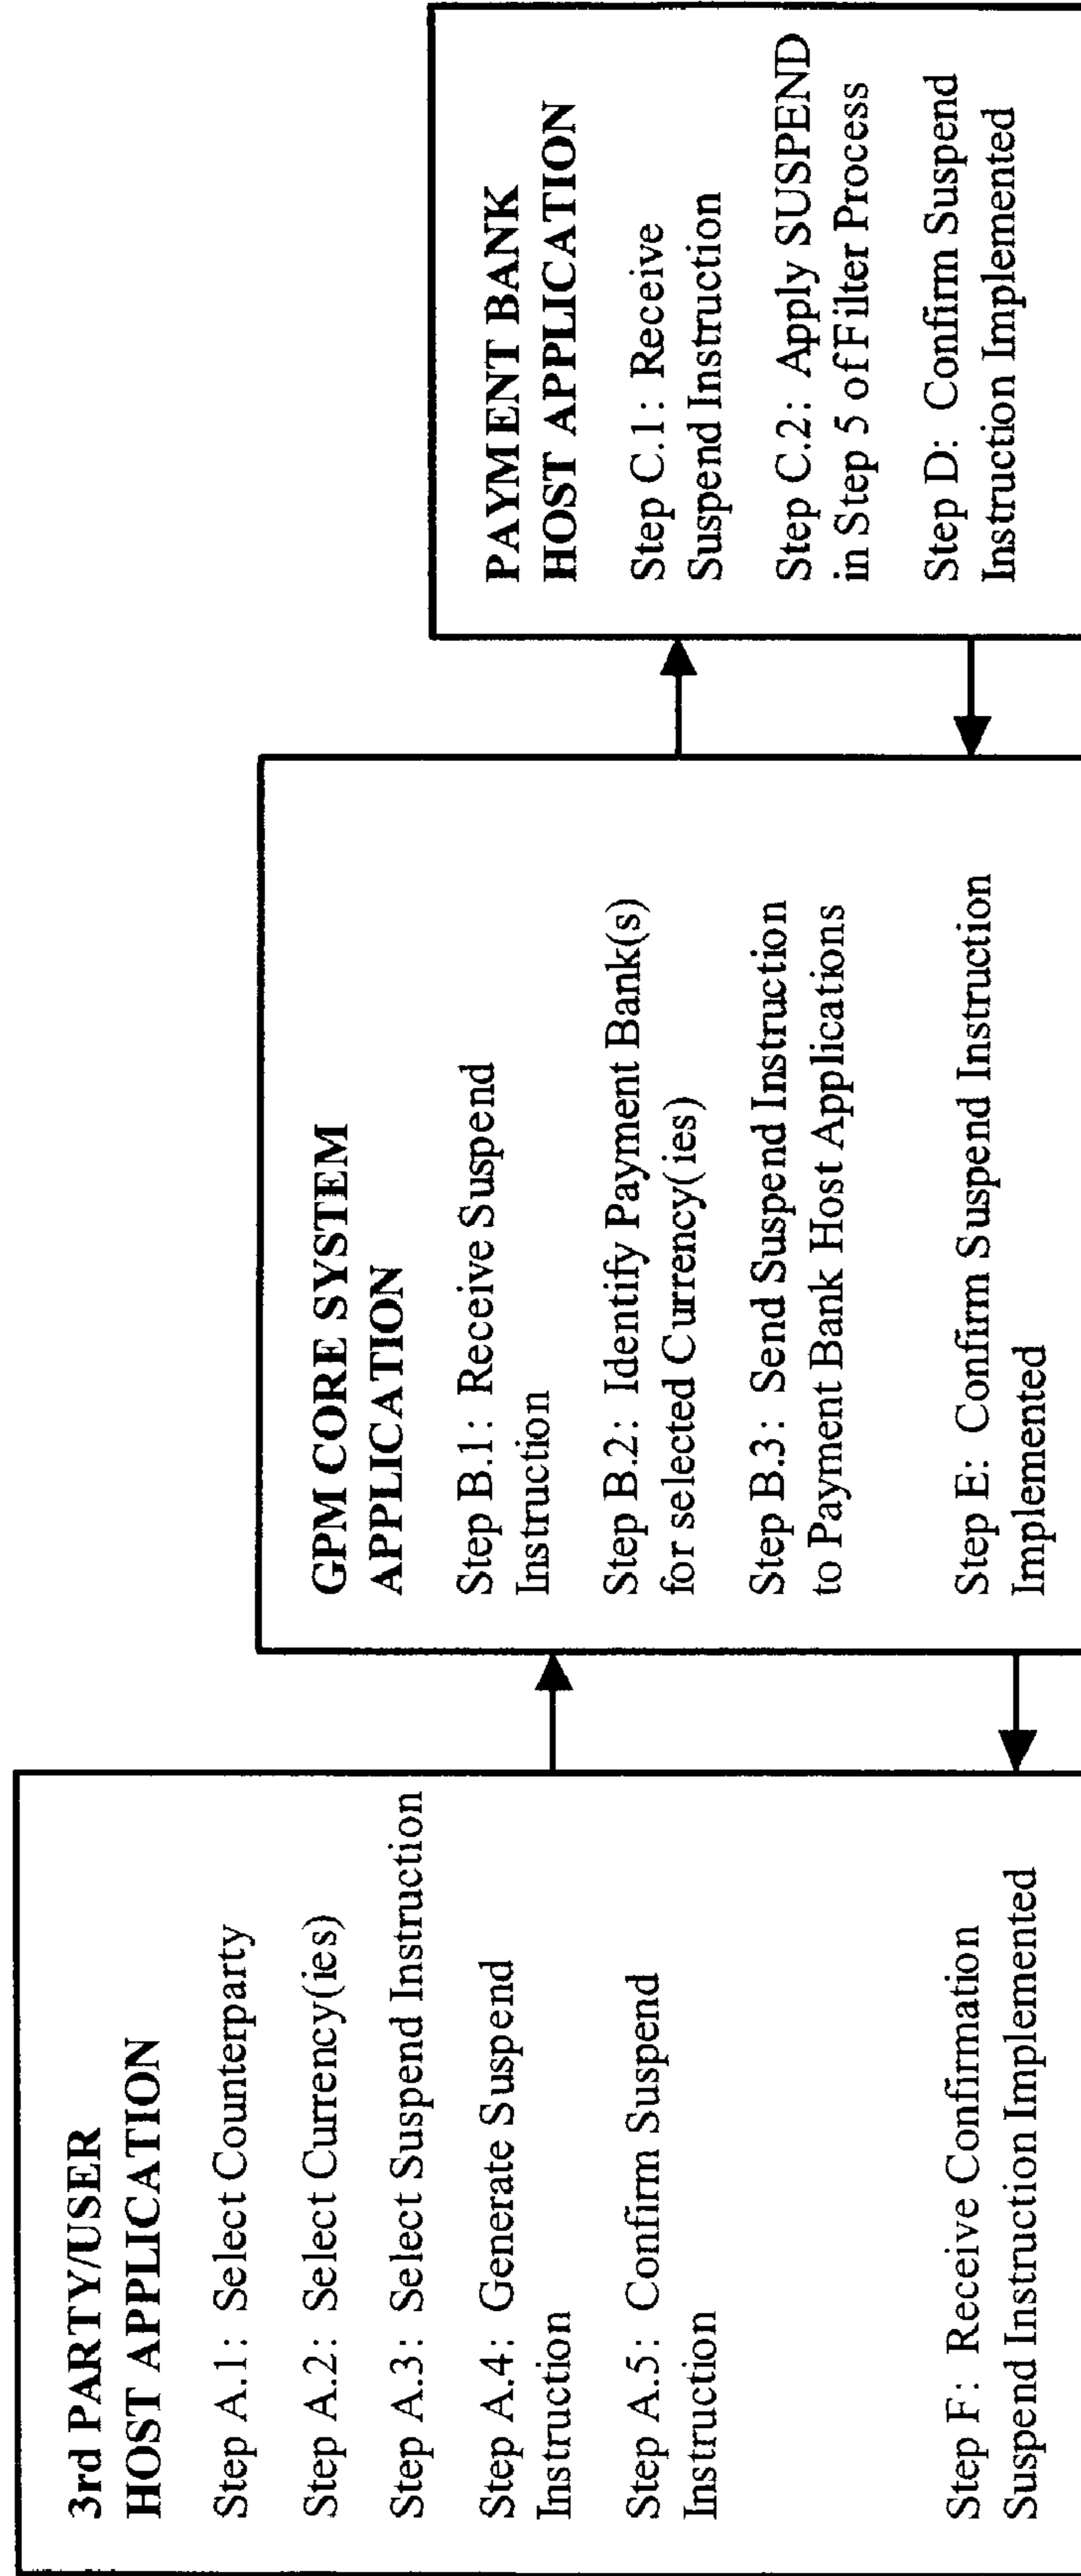 3rd PARTY/USER
HOST APPLICATION
Step A.1: Select Counterparty
Step A.2: Select Currency(ies)
Step A.3: Select Suspend Instruction
Step A.4: Generate Suspend
Instruction
Step A.5: Confirm Suspend
Instruction
Step F: Receive Confirmation
Suspend Instruction Implemented
GPM CORE SYSTEM
APPLICATION
Step B.1: Receive Suspend
Instruction
Step B.2: Identify Payment Bank(s)
for selected Currency(ies)
Step B.3: Send Suspend Instruction
to Payment Bank Host Applications
Step E: Confirm Suspend Instruction
Implemented
PAYMENT BANK
HOST APPLICATION
Step C.1: Receive
Suspend Instruction
Step C.2: Apply SUSPEND
in Step 5 of Filter Process
Step D: Confirm Suspend
Instruction Implemented